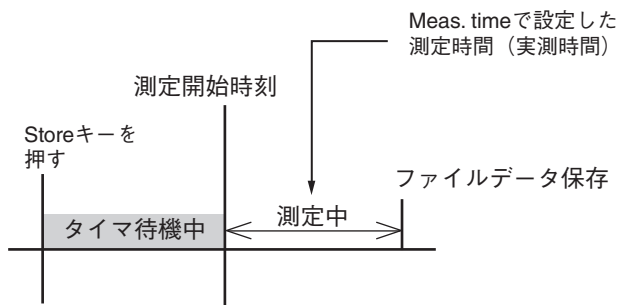 Meas. timeで設定した
測定時間（実測時間）
測定開始時刻
Storeキーを
押す
ファイルデータ保存
タイマ待機中
測定中